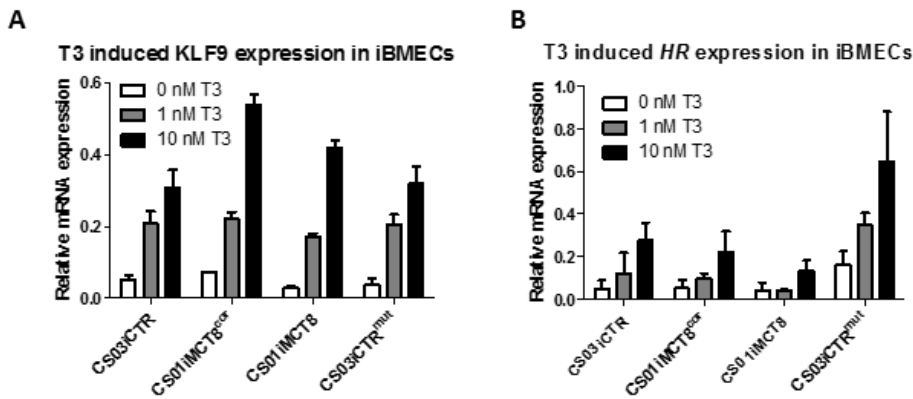 A
T3 induced KLF9 expression in iBMECs
Relative mRNA expression
0.6
0.4
0.2
0.0
0 nM T3
1 nM T3
10 nM T3
CS03iCTR
CS01iMCT8cor
CS01iMCT8
CS03iCTRmut
B
T3 induced HR expression in iBMECs
Relative mRNA expression
1.0
0.8
0.6
0.4
0.2
0.0
0 nM T3
1 nM T3
10 nM T3
CS03iCTR
CS01iMCT8cor
CS01iMCT8
CS03iCTRmut